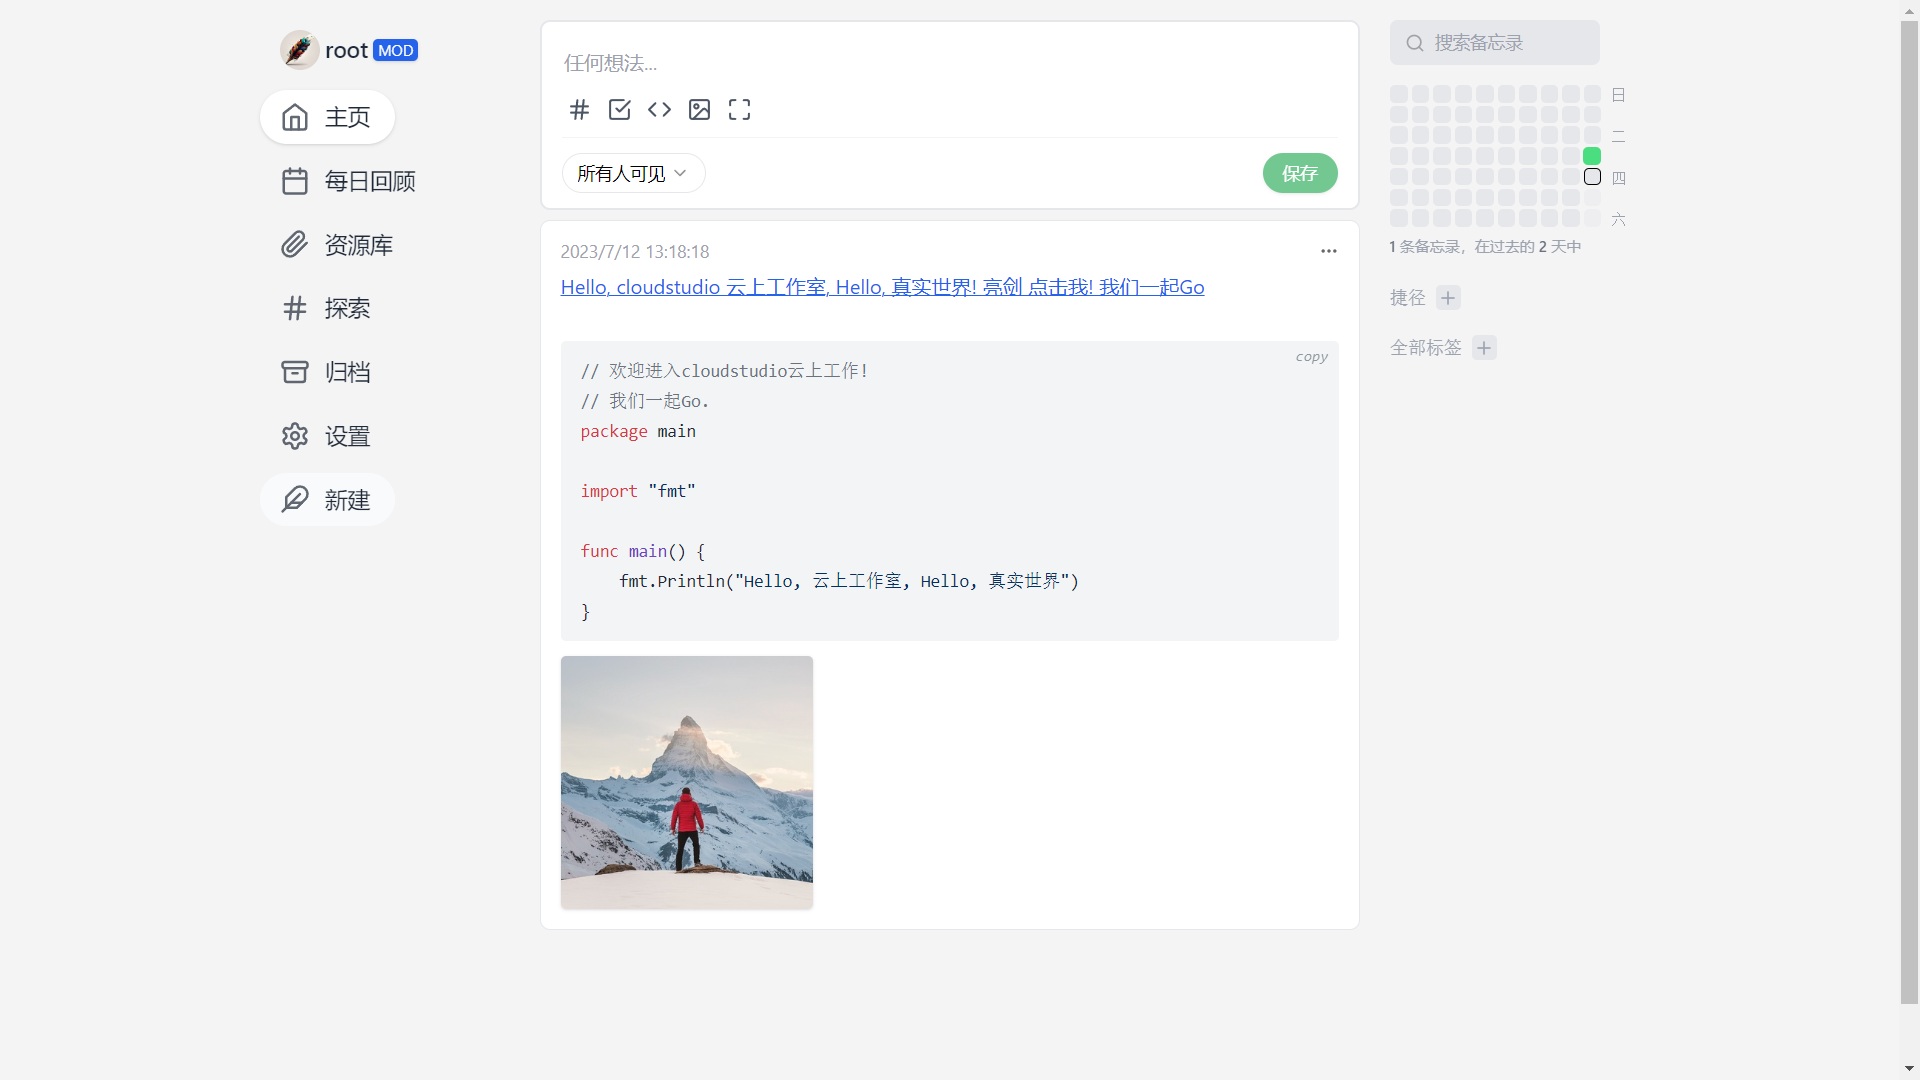 root MOD
主页
每日回顾
资源库
探索
归档
设置
新建
任何想法...
所有人可见
保存
2023/7/12 13:18:18
Hello, cloudstudio 云上工作室, Hello, 真实世界! 亮剑 点击我! 我们一起Go
copy
// 欢迎进入cloudstudio云上工作!
// 我们一起Go.
package main
import "fmt"
func main() {
    fmt.Println("Hello, 云上工作室, Hello, 真实世界")
}
搜索备忘录
日
二
四
六
1 条备忘录，在过去的 2 天中
捷径
全部标签